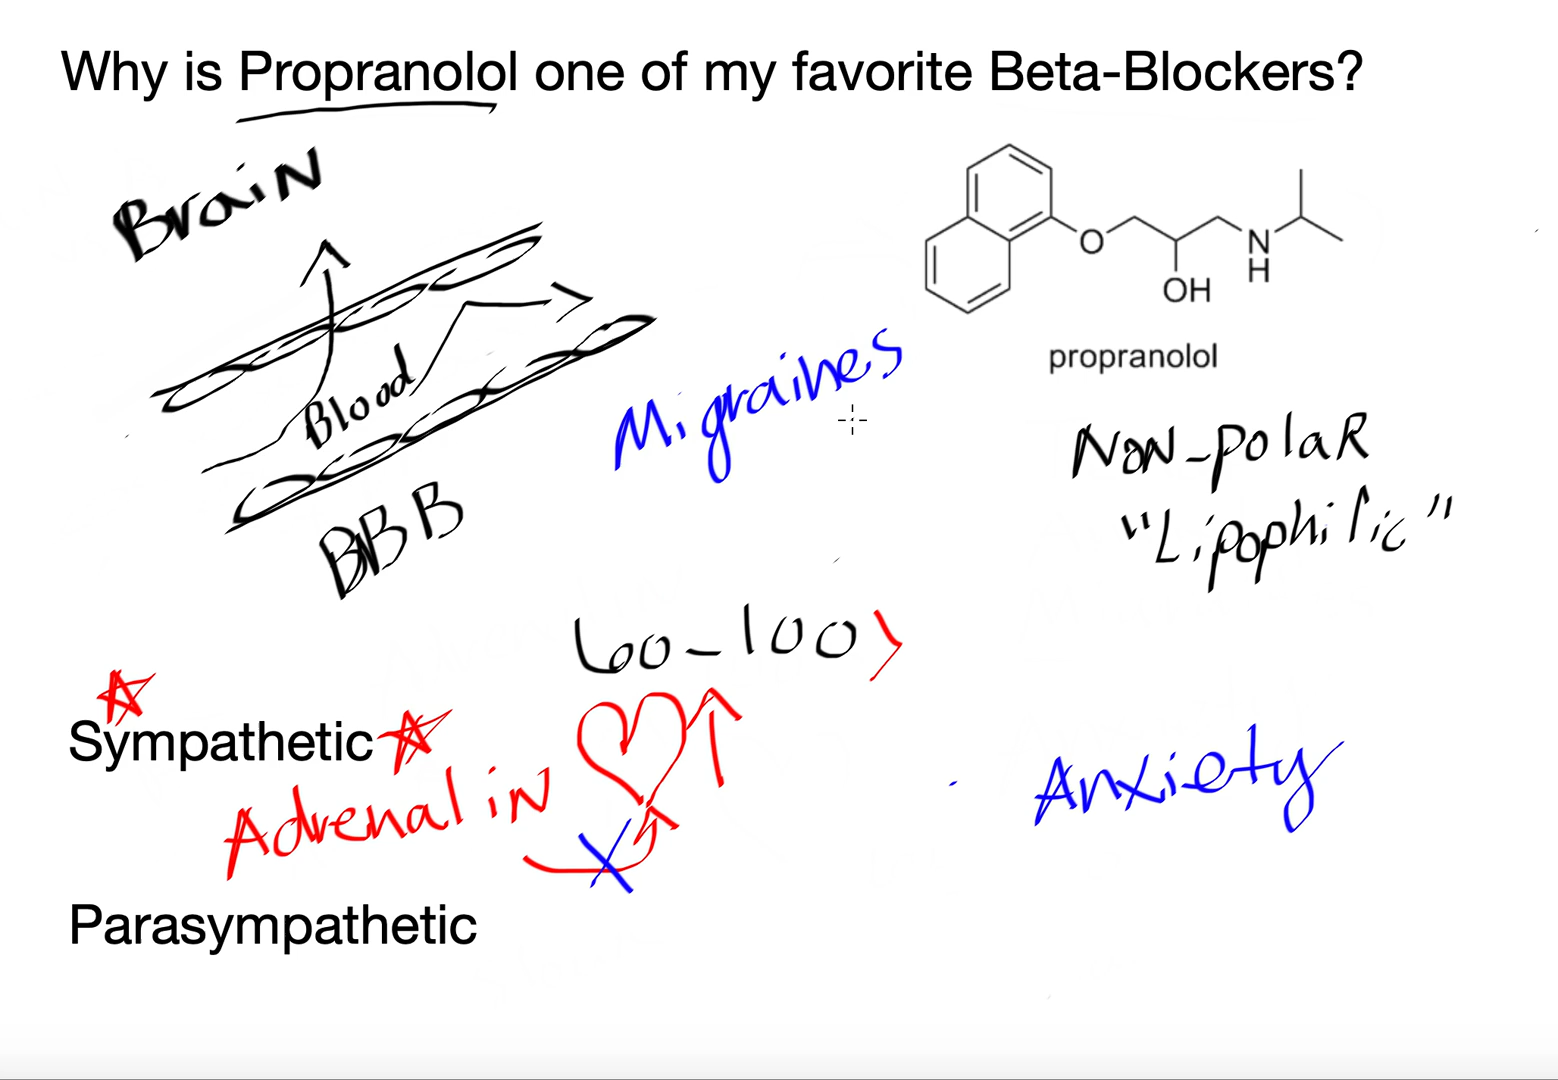 Why is Propranolol one of my favorite Beta-Blockers?
Brain
Blood
BBB
Migraines
O
OH
N
H
propranolol
Non-polar
"Lipophilic"
60-100
Sympathetic
Adrenalin
Anxiety
Parasympathetic